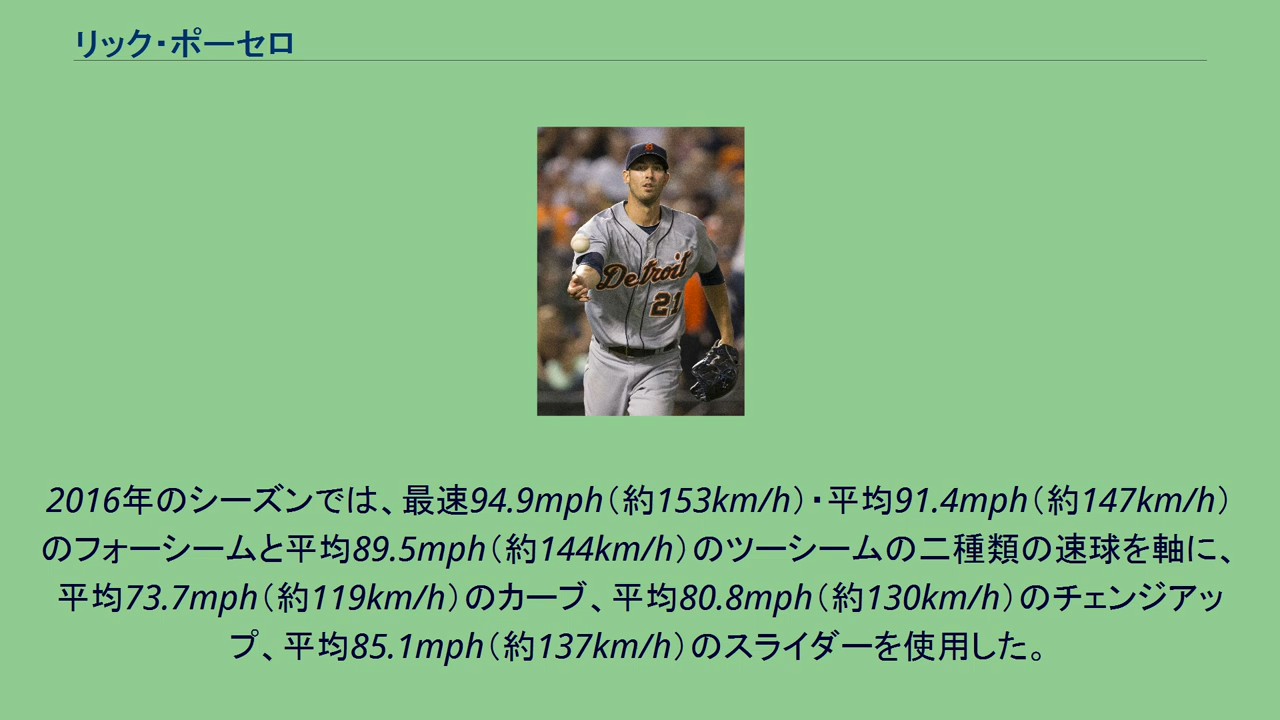 リック・ポーセロ
Detroit
21
2016年のシーズンでは、最速94.9mph（約153km/h）・平均91.4mph（約147km/h）
のフォーシームと平均89.5mph（約144km/h）のツーシームの二種類の速球を軸に、
平均73.7mph（約119km/h）のカーブ、平均80.8mph（約130km/h）のチェンジアッ
プ、平均85.1mph（約137km/h）のスライダーを使用した。